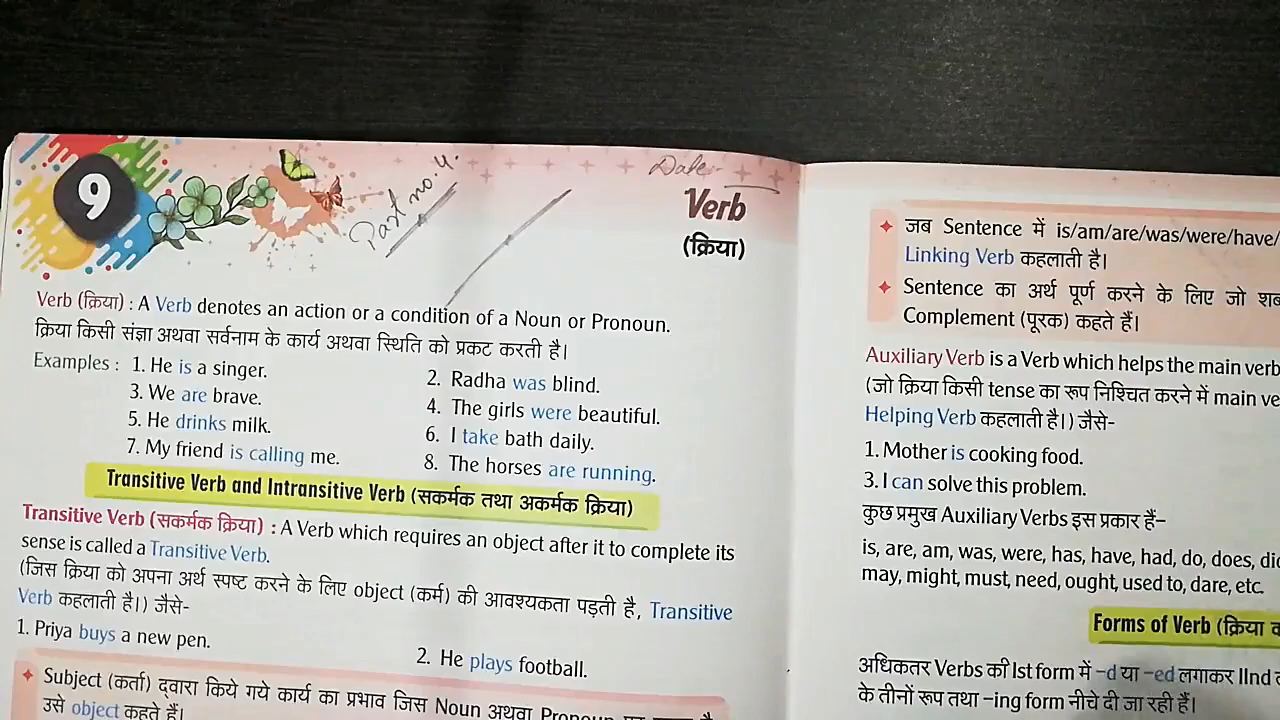 9
Part no. 4.
Date:-
Verb
(क्रिया)
Verb (क्रिया) : A Verb denotes an action or a condition of a Noun or Pronoun.
क्रिया किसी संज्ञा अथवा सर्वनाम के कार्य अथवा स्थिति को प्रकट करती है।
Examples : 1. He is a singer. 2. Radha was blind.
3. We are brave. 4. The girls were beautiful.
5. He drinks milk. 6. I take bath daily.
7. My friend is calling me. 8. The horses are running.
Transitive Verb and Intransitive Verb (सकर्मक तथा अकर्मक क्रिया)
Transitive Verb (सकर्मक क्रिया) : A Verb which requires an object after it to complete its
sense is called a Transitive Verb.
(जिस क्रिया को अपना अर्थ स्पष्ट करने के लिए object (कर्म) की आवश्यकता पड़ती है, Transitive
Verb कहलाती है।) जैसे-
1. Priya buys a new pen. 2. He plays football.
Subject (कर्ता) द्वारा किये गये कार्य का प्रभाव जिस Noun अथवा Pronoun
उसे object कहते हैं।
जब Sentence में is/am/are/was/were/have/
Linking Verb कहलाती है।
Sentence का अर्थ पूर्ण करने के लिए जो
Complement (पूरक) कहते हैं।
Auxiliary Verb is a Verb which helps the main verb
(जो क्रिया किसी tense का रूप निश्चित करने में main
Helping Verb कहलाती है।) जैसे-
1. Mother is cooking food.
3. I can solve this problem.
कुछ प्रमुख Auxiliary Verbs इस प्रकार हैं-
is, are, am, was, were, has, have, had, do, does,
may, might, must, need, ought, used to, dare, etc.
Forms of Verb (क्रिया
अधिकतर Verbs की Ist form में -d या -ed लगाकर IInd
के तीनों रूप तथा -ing form नीचे दी जा रही हैं।